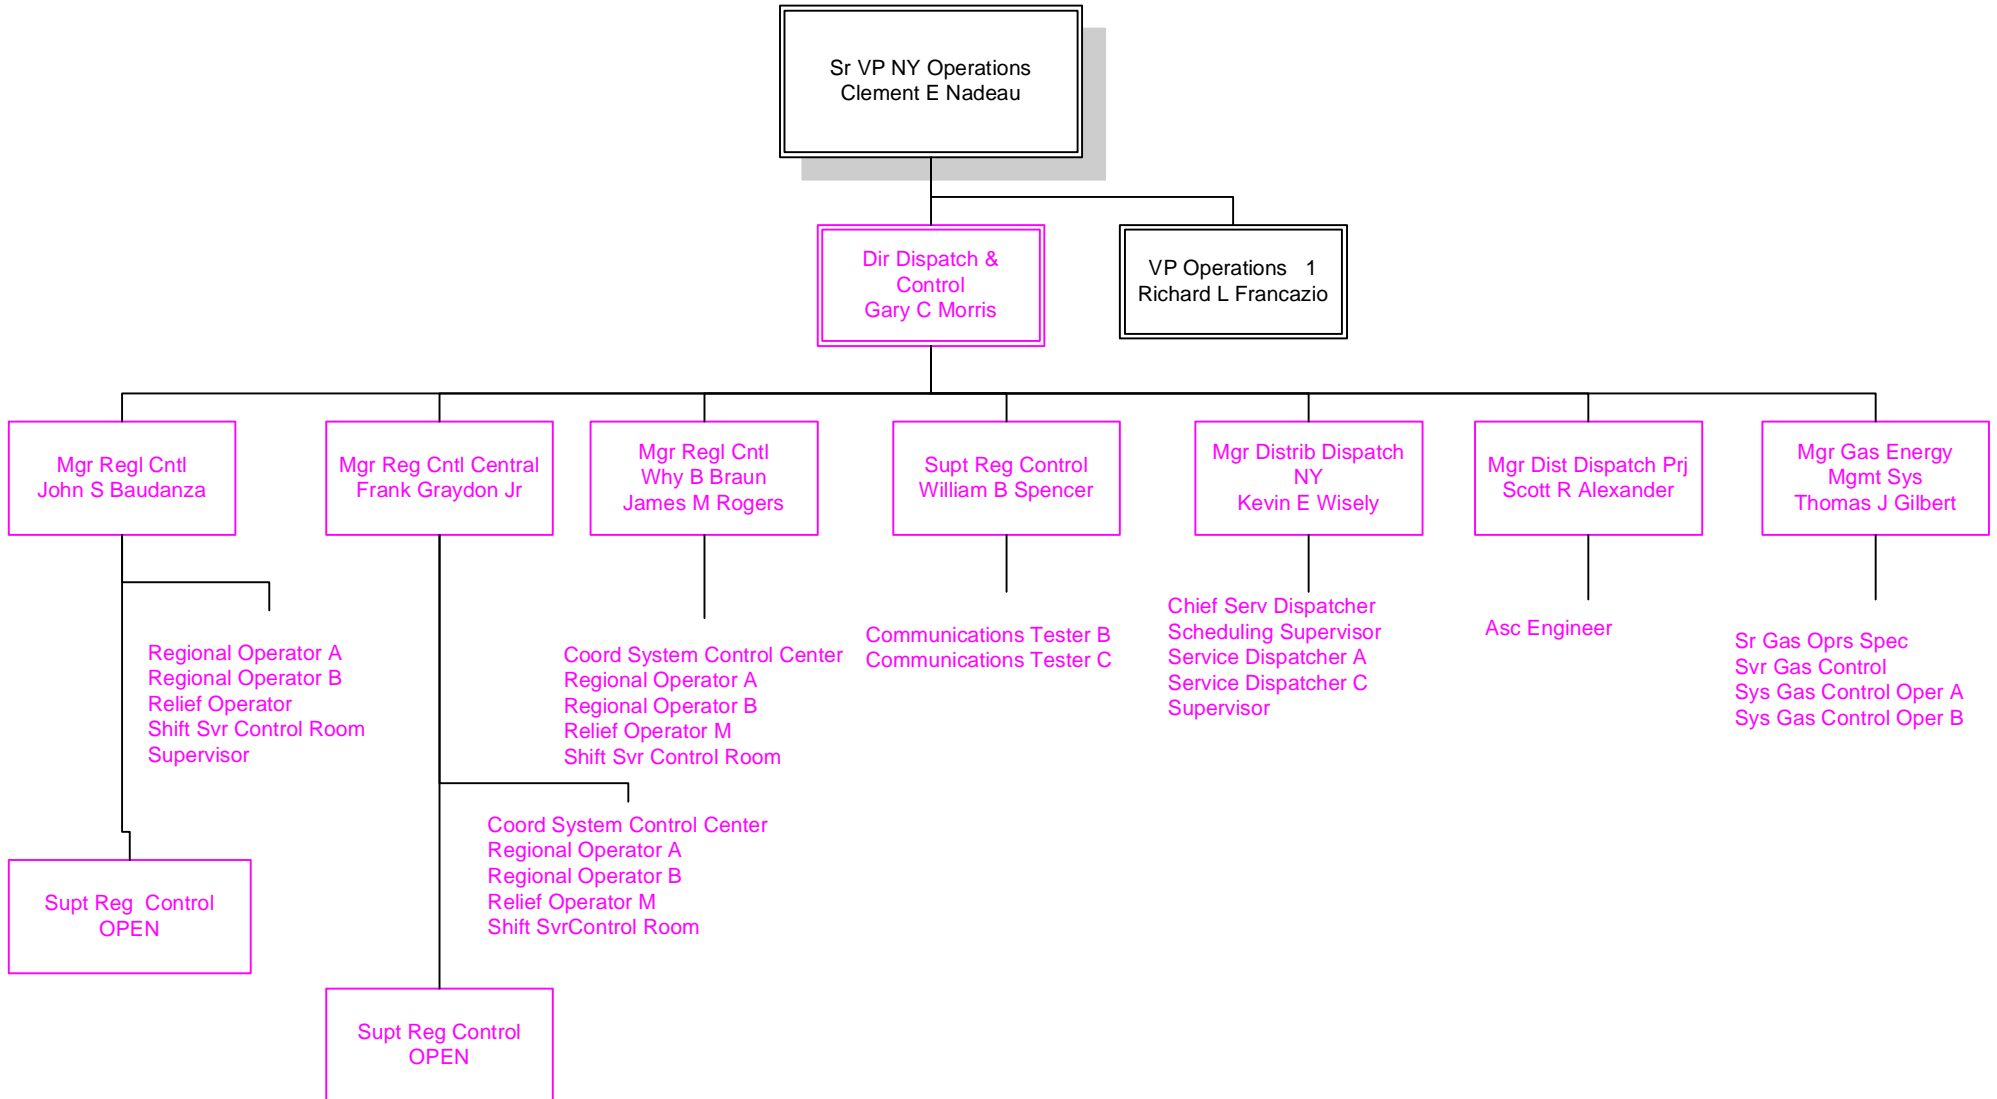 Sr VP NY Operations
Clement E Nadeau
Dir Dispatch &
Control
Gary C Morris
VP Operations   1
Richard L Francazio
Mgr Regl Cntl
John S Baudanza
Mgr Reg Cntl Central
Frank Graydon Jr
Mgr Regl Cntl
Why B Braun
James M Rogers
Supt Reg Control
William B Spencer
Mgr Distrib Dispatch
NY
Kevin E Wisely
Mgr Dist Dispatch Prj
Scott R Alexander
Mgr Gas Energy
Mgmt Sys
Thomas J Gilbert
Regional Operator A
Regional Operator B
Relief Operator
Shift Svr Control Room
Supervisor
Coord System Control Center
Regional Operator A
Regional Operator B
Relief Operator M
Shift Svr Control Room
Communications Tester B
Communications Tester C
Chief Serv Dispatcher
Scheduling Supervisor
Service Dispatcher A
Service Dispatcher C
Supervisor
Asc Engineer
Sr Gas Oprs Spec
Svr Gas Control
Sys Gas Control Oper A
Sys Gas Control Oper B
Coord System Control Center
Regional Operator A
Regional Operator B
Relief Operator M
Shift SvrControl Room
Supt Reg  Control
OPEN
Supt Reg Control
OPEN